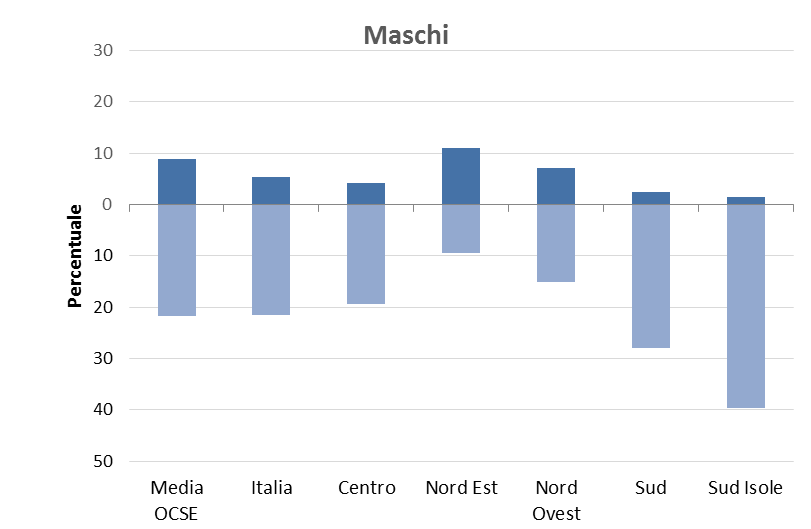 Maschi
30
20
10
0
10
20
30
40
50
Percentuale
Media
OCSE
Italia
Centro
Nord Est
Nord
Ovest
Sud
Sud Isole